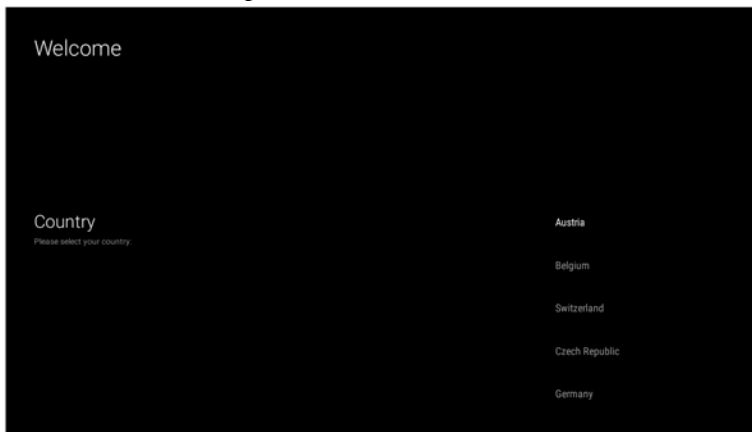 Welcome
Country
Please select your country.
Austria
Belgium
Switzerland
Czech Republic
Germany